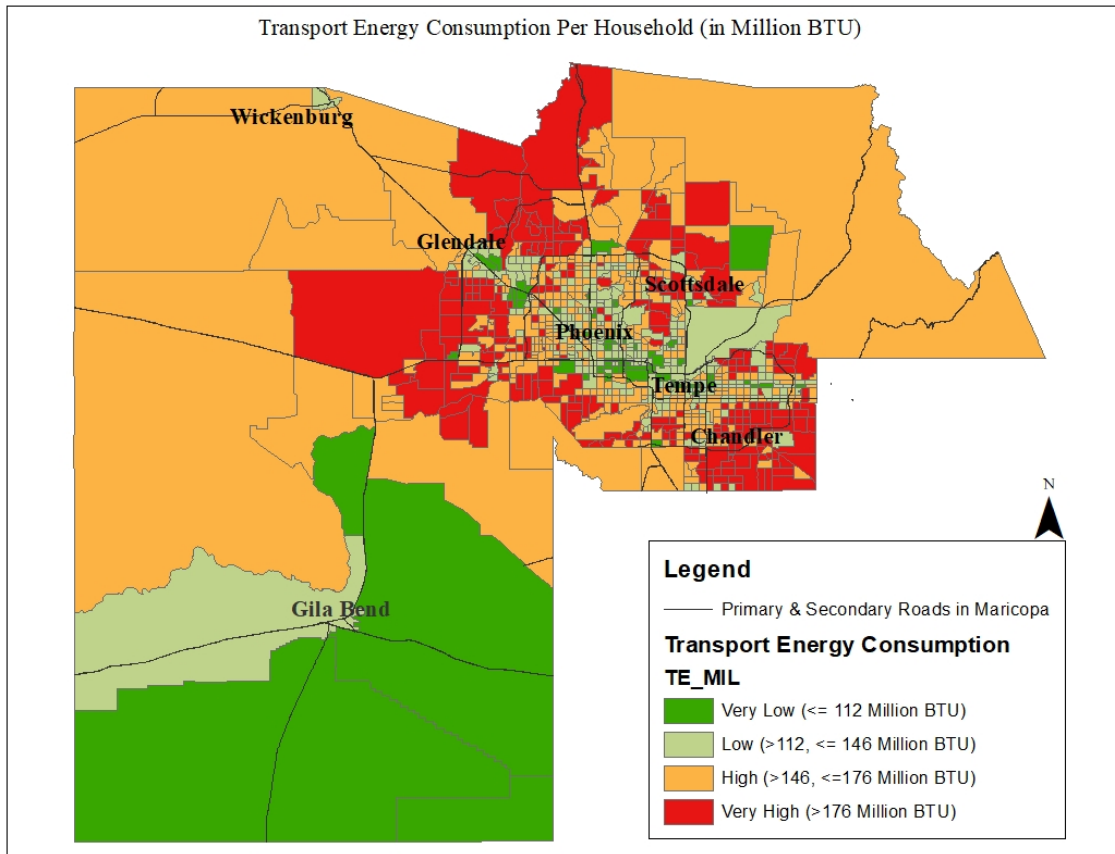 Transport Energy Consumption Per Household (in Million BTU)
Wickenburg
Glendale
Scottsdale
Phoenix
Tempe
Chandler
Gila Bend
N
Legend
Primary & Secondary Roads in Maricopa
Transport Energy Consumption
TE_MIL
Very Low (<= 112 Million BTU)
Low (>112, <= 146 Million BTU)
High (>146, <=176 Million BTU)
Very High (>176 Million BTU)